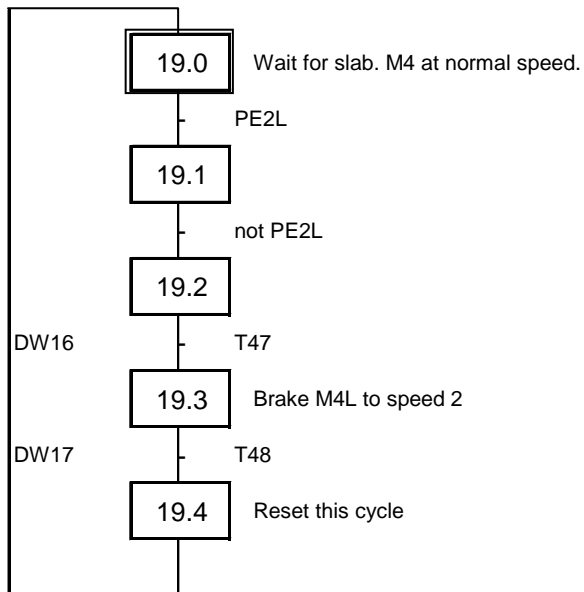 19.0 Wait for slab. M4 at normal speed.
PE2L
19.1
not PE2L
19.2
DW16 T47
19.3 Brake M4L to speed 2
DW17 T48
19.4 Reset this cycle